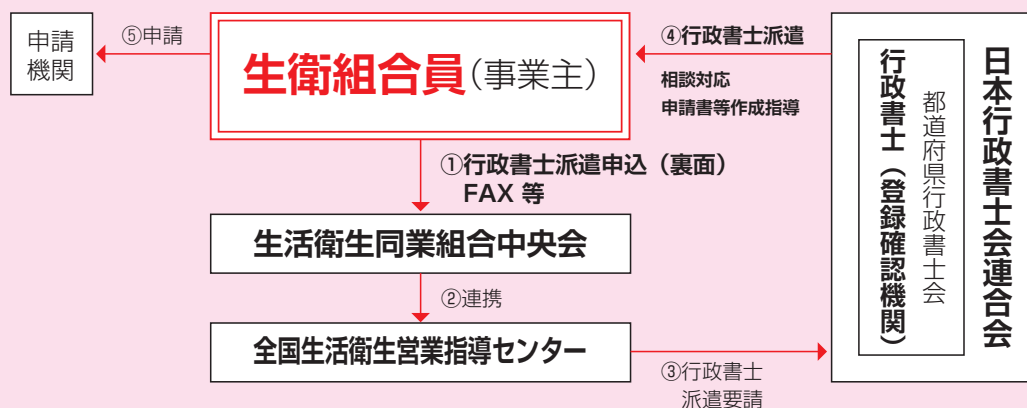 申請
機関
⑤申請
生衛組合員(事業主)
④行政書士派遣
相談対応
申請書等作成指導
日本行政書士会連合会
都道府県行政書士会
行政書士（登録確認機関）
①行政書士派遣申込（裏面）
FAX 等
生活衛生同業組合中央会
②連携
全国生活衛生営業指導センター
③行政書士
派遣要請